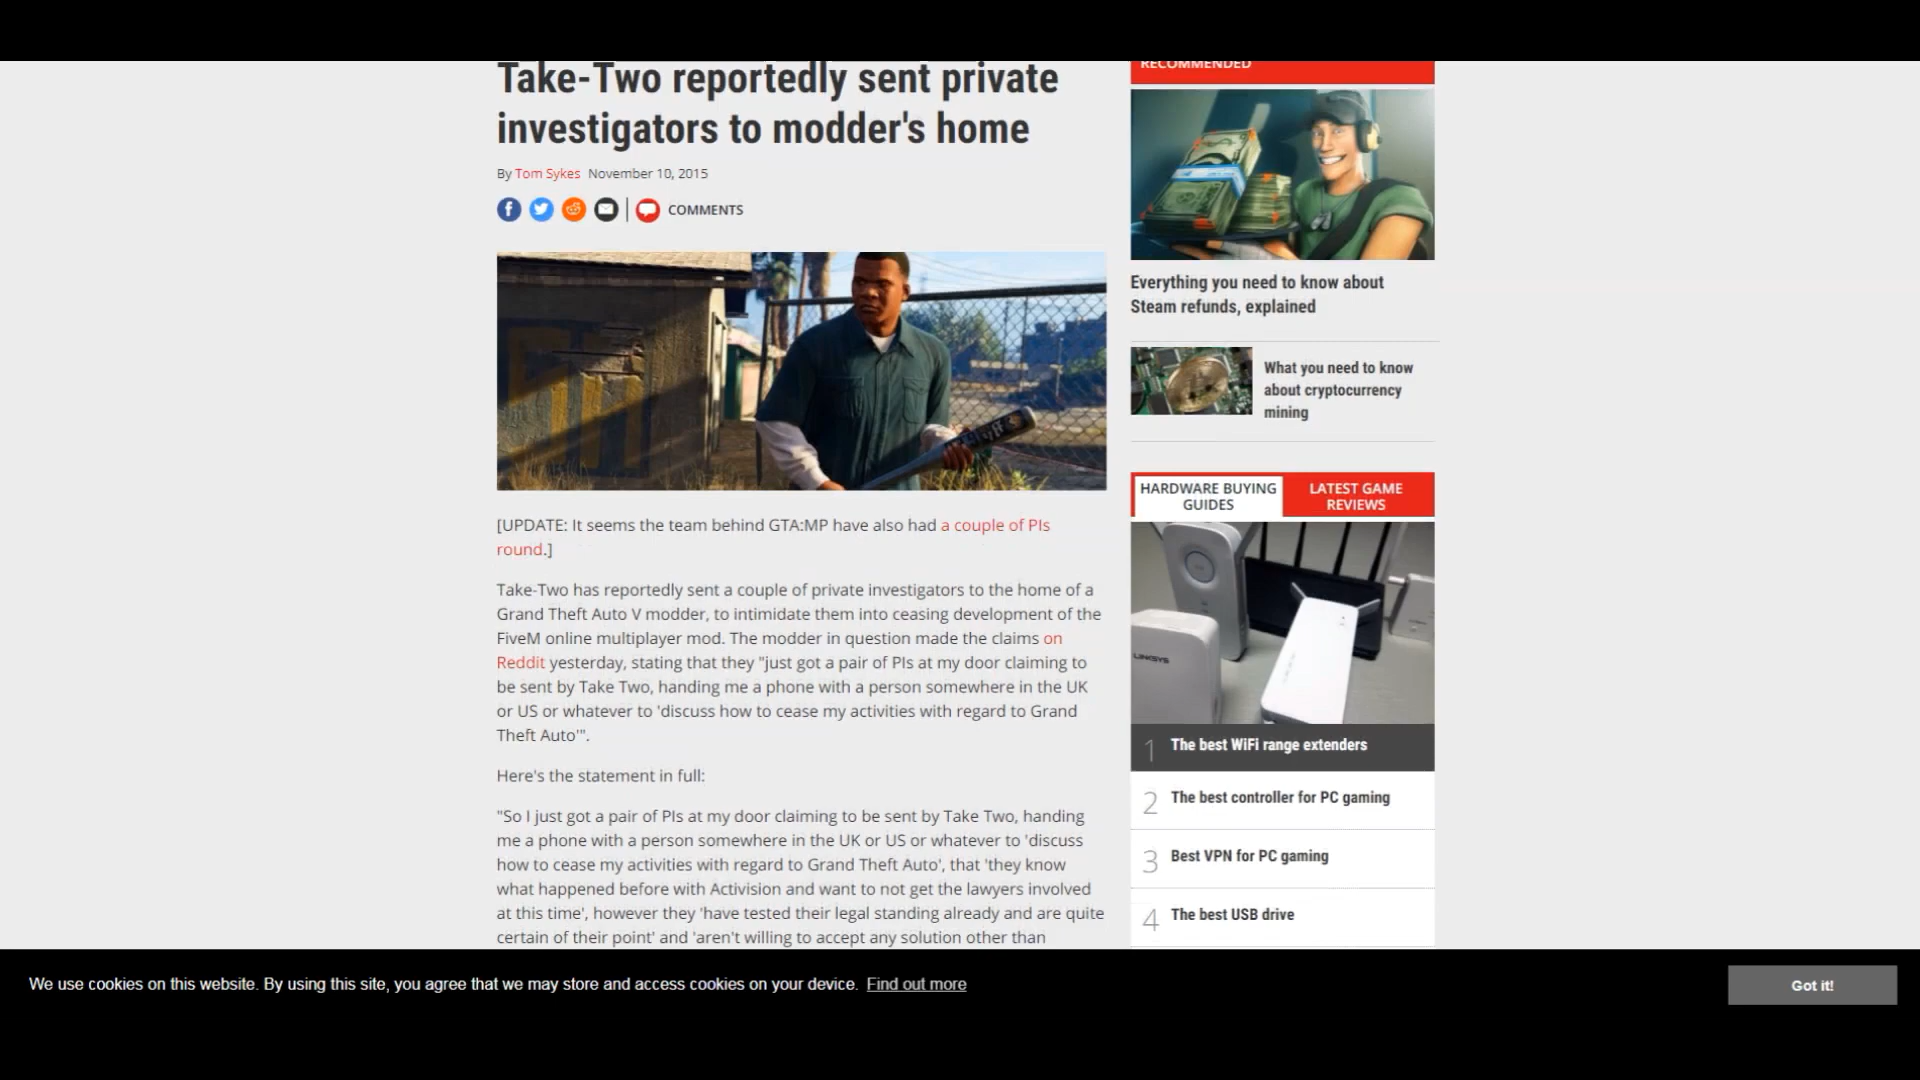 Take-Two reportedly sent private
investigators to modder's home
By Tom Sykes November 10, 2015
COMMENTS
[UPDATE: It seems the team behind GTA:MP have also had a couple of PIs
round.]
Take-Two has reportedly sent a couple of private investigators to the home of a
Grand Theft Auto V modder, to intimidate them into ceasing development of the
FiveM online multiplayer mod. The modder in question made the claims on
Reddit yesterday, stating that they "just got a pair of PIs at my door claiming to
be sent by Take Two, handing me a phone with a person somewhere in the UK
or US or whatever to 'discuss how to cease my activities with regard to Grand
Theft Auto'".
Here's the statement in full:
"So I just got a pair of PIs at my door claiming to be sent by Take Two, handing
me a phone with a person somewhere in the UK or US or whatever to 'discuss
how to cease my activities with regard to Grand Theft Auto', that 'they know
what happened before with Activision and want to not get the lawyers involved
at this time', however they 'have tested their legal standing already and are quite
certain of their point' and 'aren't willing to accept any solution other than
RECOMMENDED
Everything you need to know about
Steam refunds, explained
What you need to know
about cryptocurrency
mining
HARDWARE BUYING
GUIDES
LATEST GAME
REVIEWS
LINKSYS
1 The best WiFi range extenders
2 The best controller for PC gaming
3 Best VPN for PC gaming
4 The best USB drive
We use cookies on this website. By using this site, you agree that we may store and access cookies on your device. Find out more
Got it!